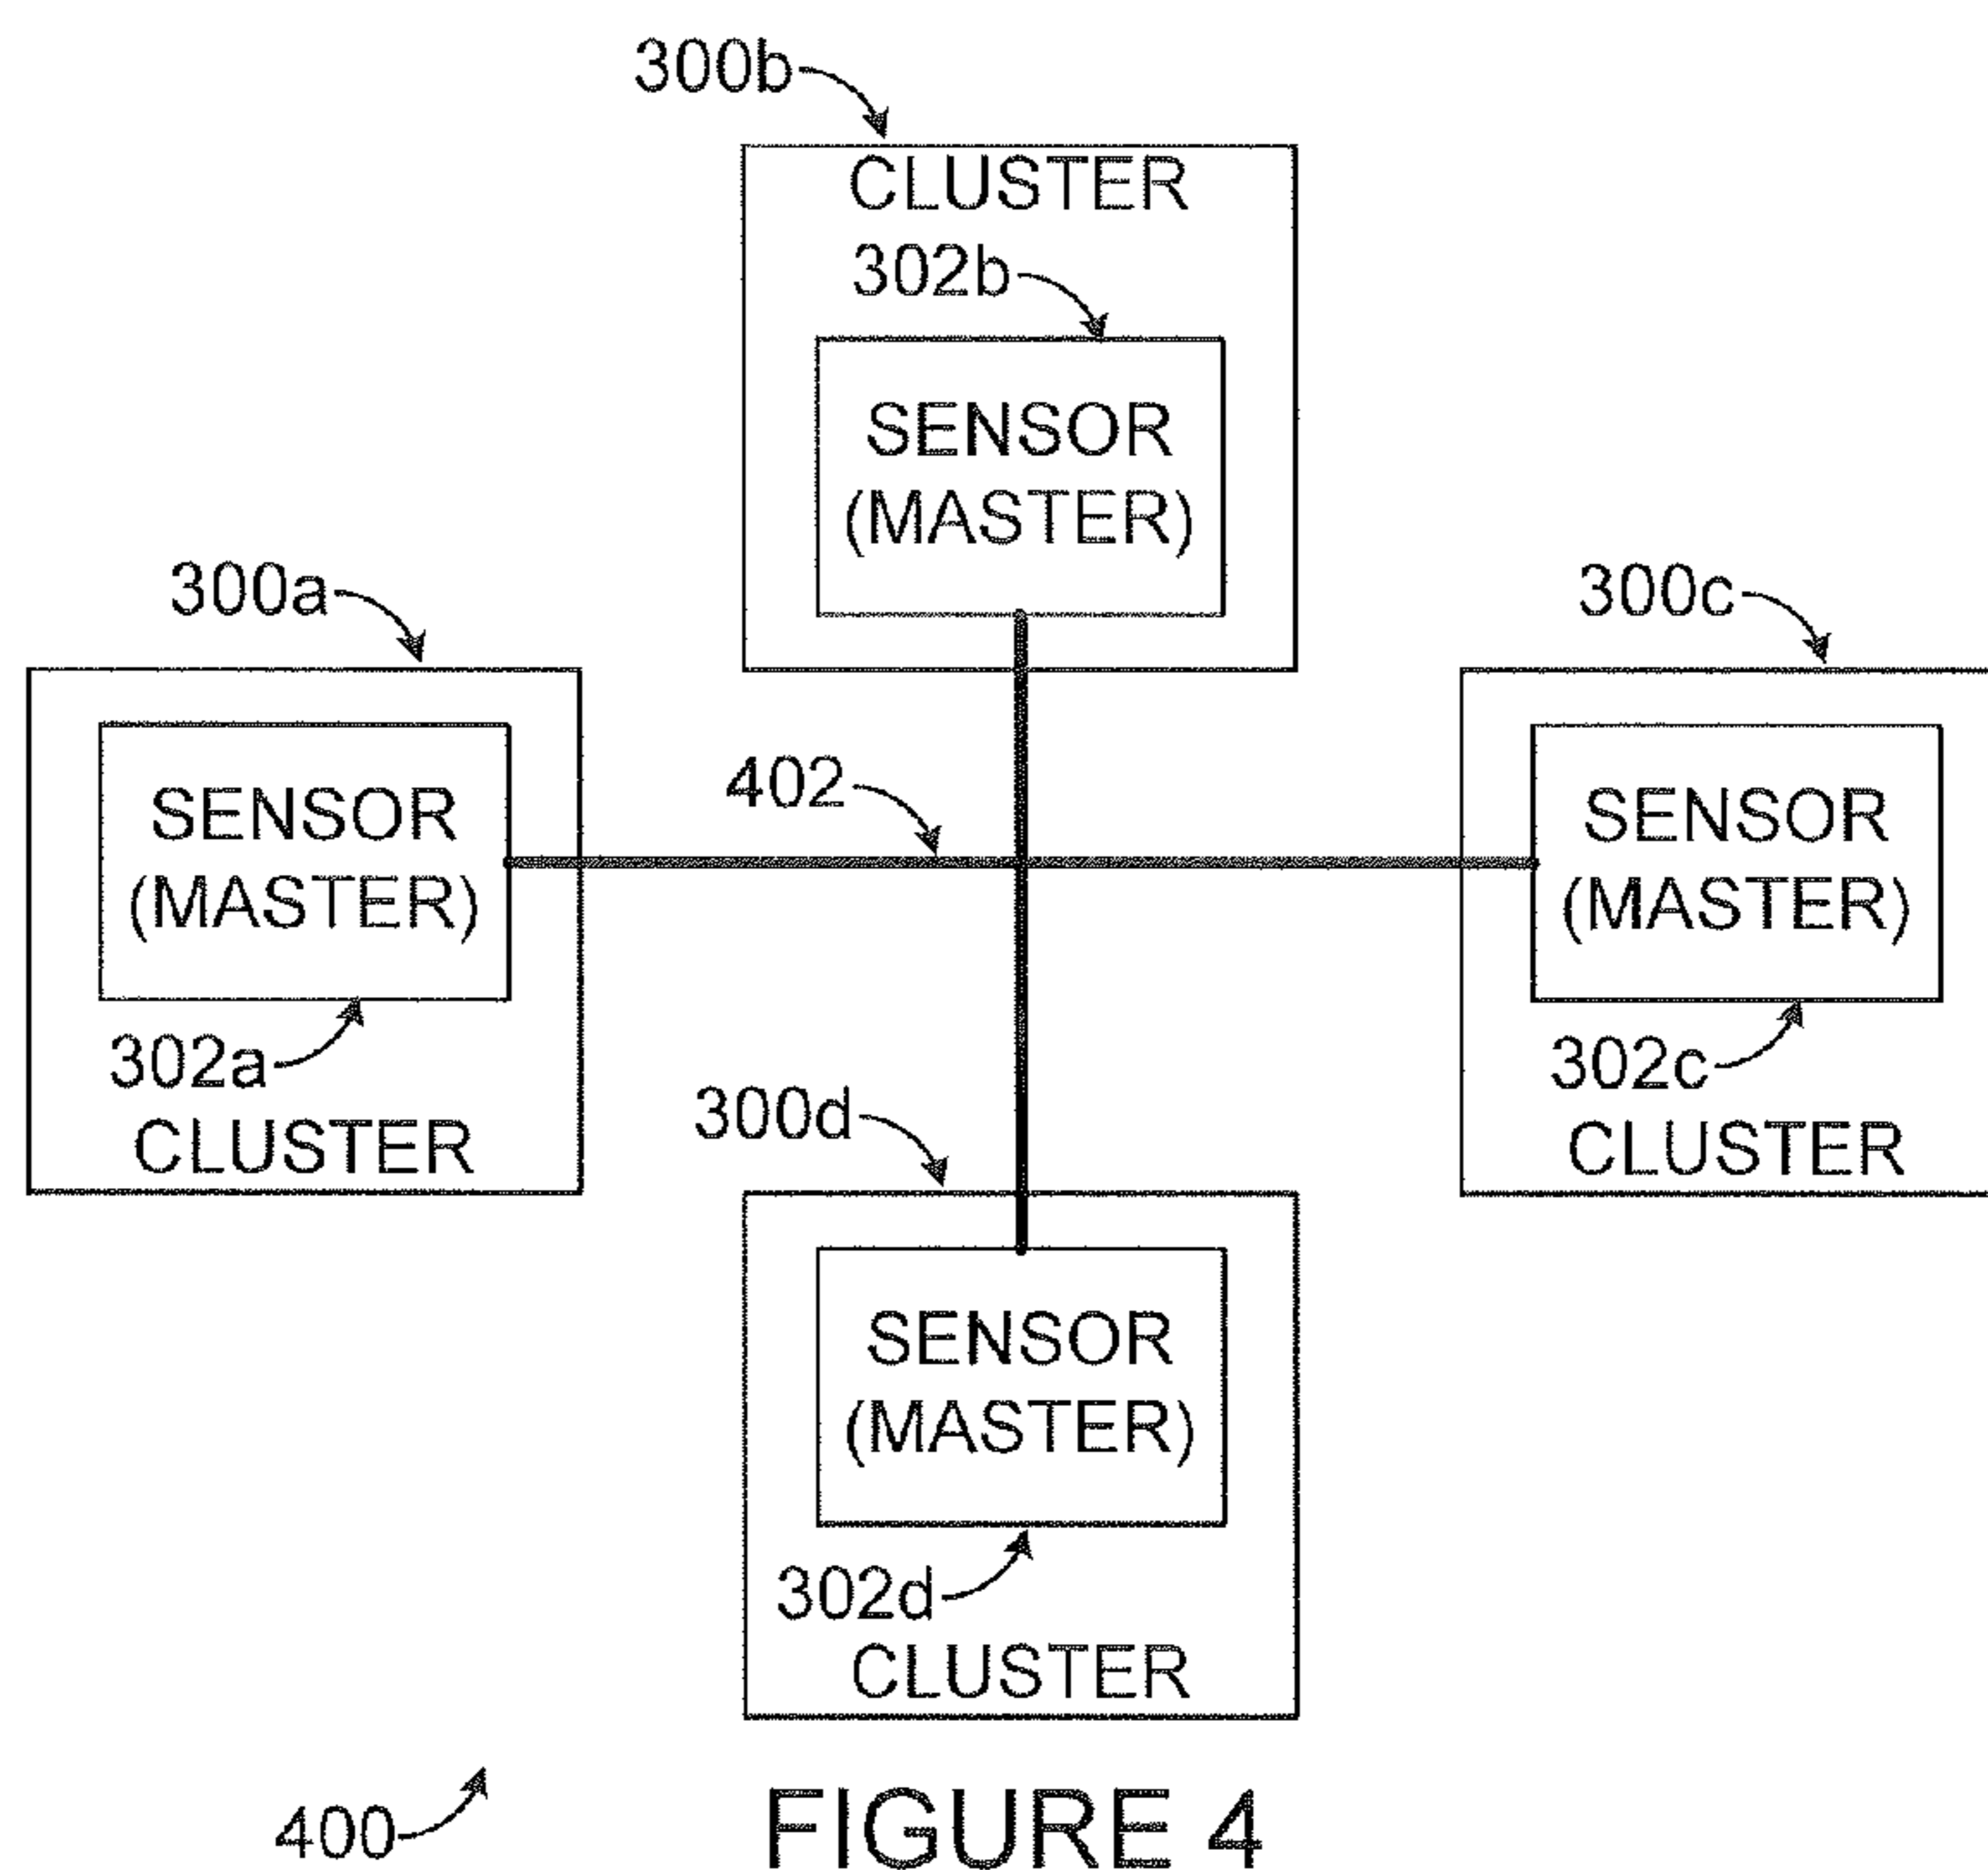 300b
CLUSTER
302b
SENSOR
(MASTER)
300a
SENSOR
(MASTER)
302a
CLUSTER
402
300c
SENSOR
(MASTER)
302c
CLUSTER
300d
SENSOR
(MASTER)
302d
CLUSTER
400
FIGURE 4